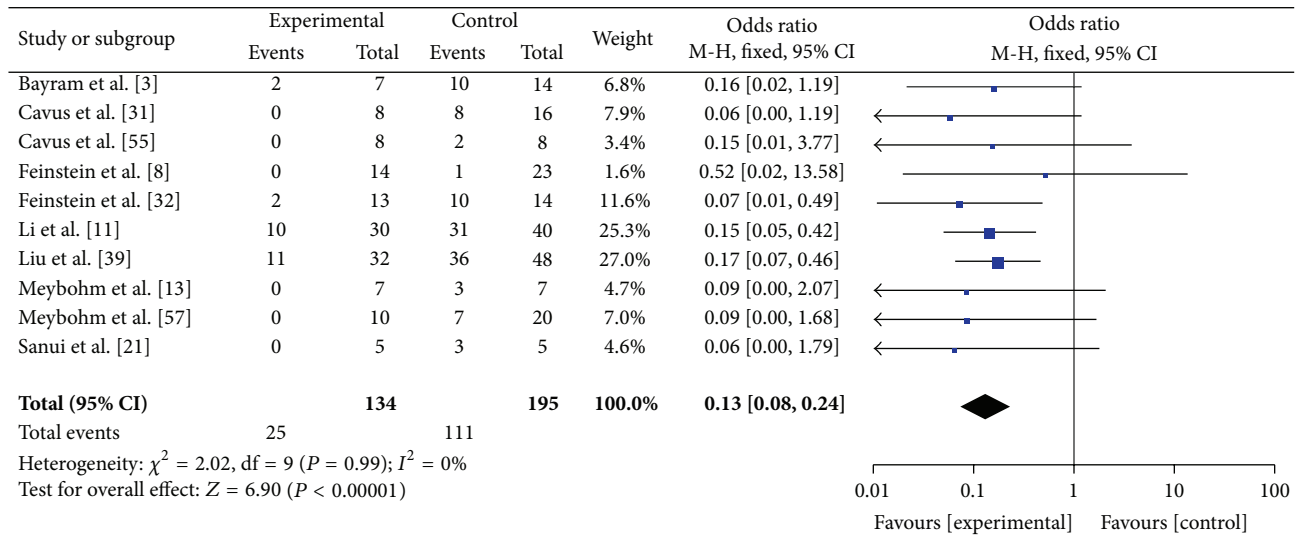 Study or subgroup Experimental Control Weight Odds ratio Odds ratio
Events Total Events Total M-H, fixed, 95% CI M-H, fixed, 95% CI
Bayram et al. [3] 2 7 10 14 6.8% 0.16 [0.02, 1.19]
Cavus et al. [31] 0 8 8 16 7.9% 0.06 [0.00, 1.19]
Cavus et al. [55] 0 8 2 8 3.4% 0.15 [0.01, 3.77]
Feinstein et al. [8] 0 14 1 23 1.6% 0.52 [0.02, 13.58]
Feinstein et al. [32] 2 13 10 14 11.6% 0.07 [0.01, 0.49]
Li et al. [11] 10 30 31 40 25.3% 0.15 [0.05, 0.42]
Liu et al. [39] 11 32 36 48 27.0% 0.17 [0.07, 0.46]
Meybohm et al. [13] 0 7 3 7 4.7% 0.09 [0.00, 2.07]
Meybohm et al. [57] 0 10 7 20 7.0% 0.09 [0.00, 1.68]
Sanui et al. [21] 0 5 3 5 4.6% 0.06 [0.00, 1.79]
Total (95% CI) 134 195 100.0% 0.13 [0.08, 0.24]
Total events 25 111
Heterogeneity: χ² = 2.02, df = 9 (P = 0.99); I² = 0%
Test for overall effect: Z = 6.90 (P < 0.00001)
0.01 0.1 1 10 100
Favours [experimental] Favours [control]